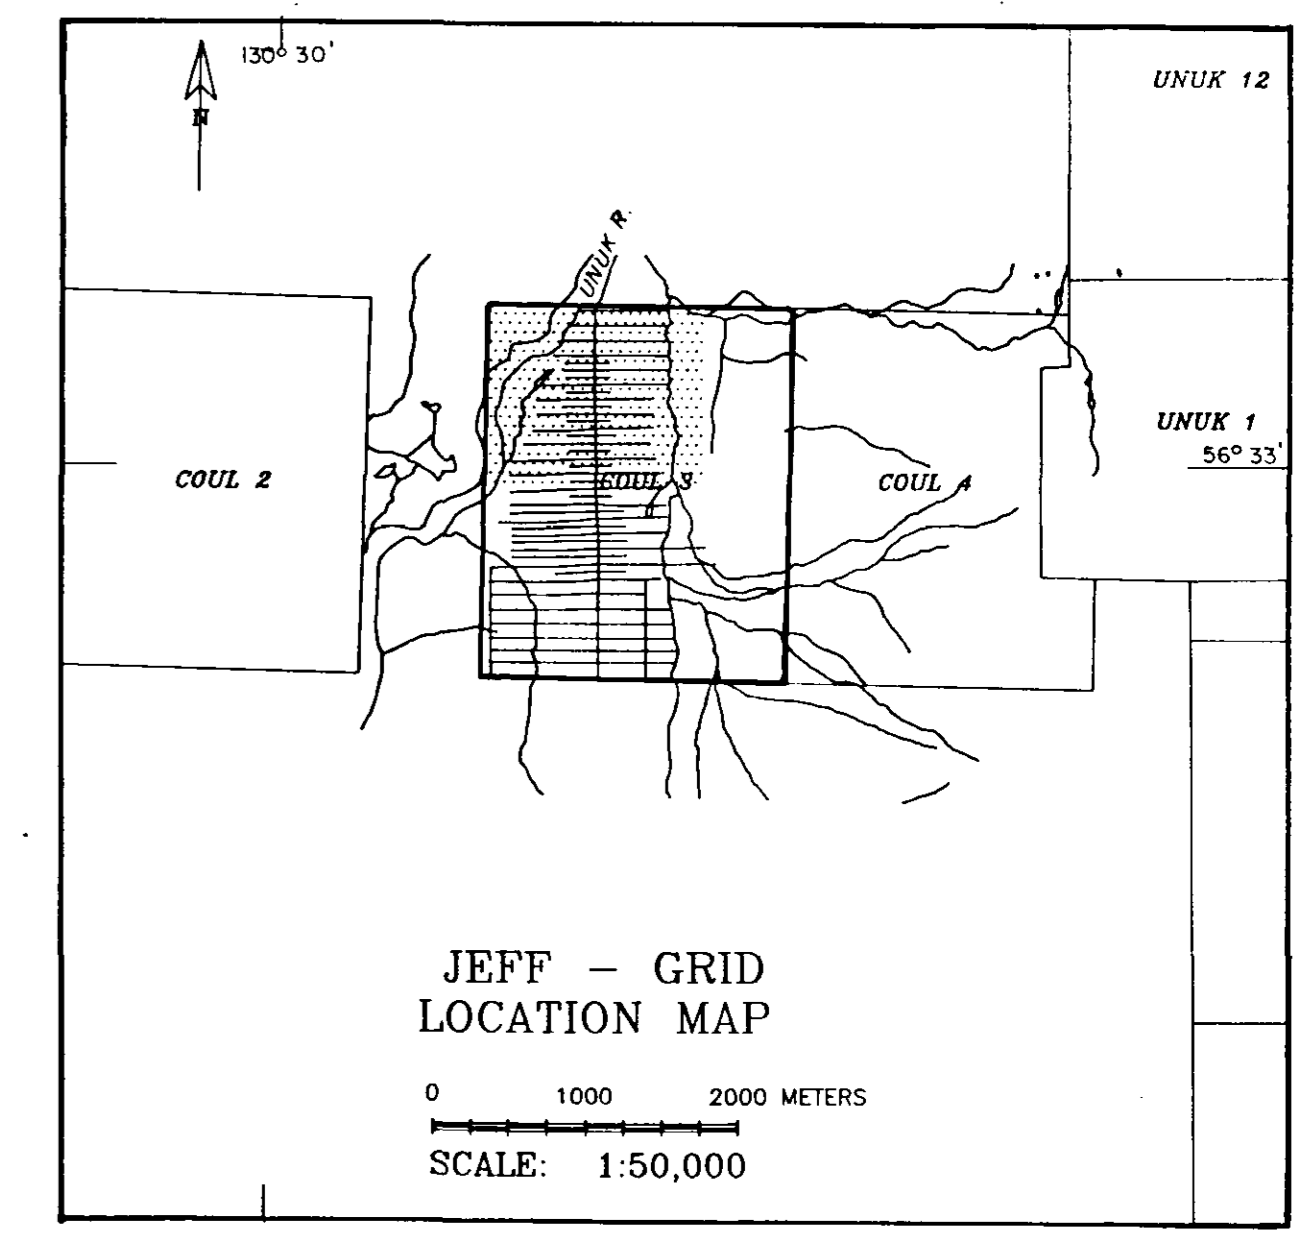 130° 30'
N
UNUK 12
UNUK R.
UNUK 1
56° 33'
COUL 2
COUL 3
COUL 4
JEFF - GRID
LOCATION MAP
0 1000 2000 METERS
SCALE: 1:50,000